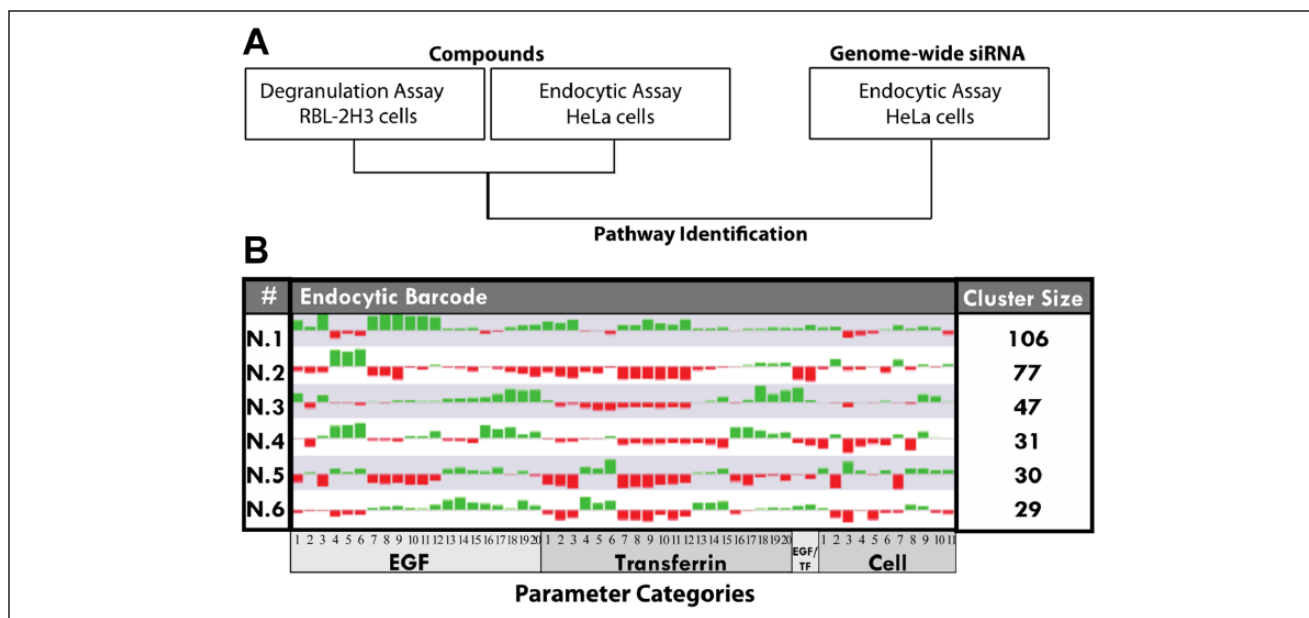 A
Compounds
Genome-wide siRNA
Degranulation Assay
RBL-2H3 cells
Endocytic Assay
HeLa cells
Endocytic Assay
HeLa cells
Pathway Identification
B
# Endocytic Barcode Cluster Size
N.1 106
N.2 77
N.3 47
N.4 31
N.5 30
N.6 29
1 2 3 4 5 6 7 8 9 10 11 12 13 14 15 16 17 18 19 20 1 2 3 4 5 6 7 8 9 10 11 12 13 14 15 16 17 18 19 20 1 2 3 4 5 6 7 8 9 10 11
EGF Transferrin EGF/ Cell
TF
Parameter Categories